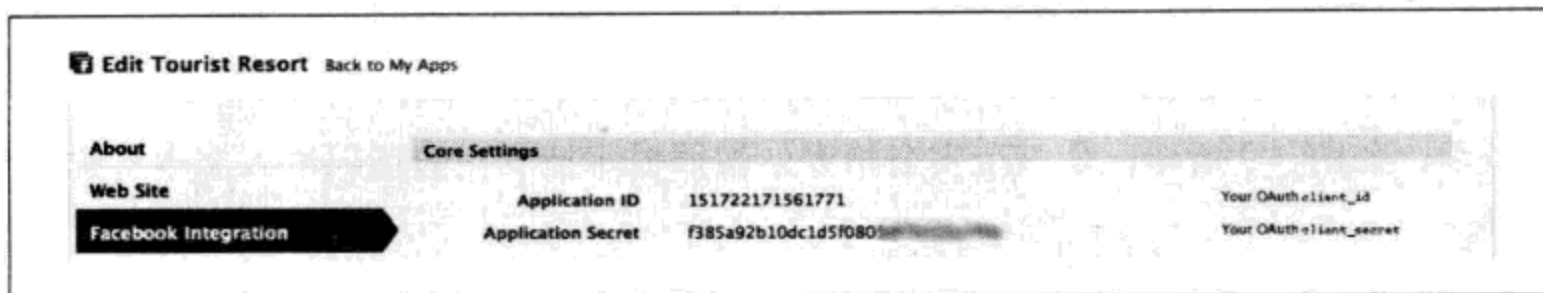 Edit Tourist Resort Back to My Apps
About
Core Settings
Web Site
Application ID 151722171561771 Your OAuth client_id
Facebook Integration
Application Secret f385a92b10dc1d5f080 Your OAuth client_secret